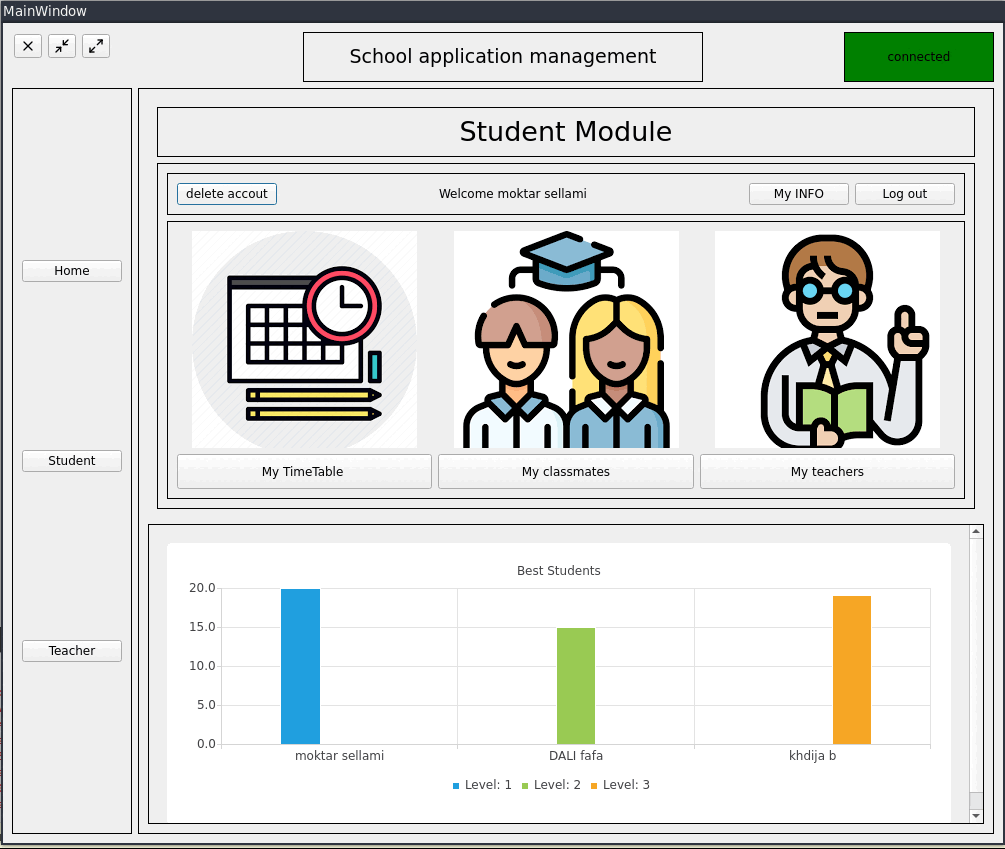 MainWindow
School application management
connected
Student Module
delete accout
Welcome moktar sellami
My INFO
Log out
Home
Student
Teacher
My TimeTable
My classmates
My teachers
Best Students
20.0
15.0
10.0
5.0
0.0
moktar sellami
DALI fafa
khdija b
Level: 1
Level: 2
Level: 3